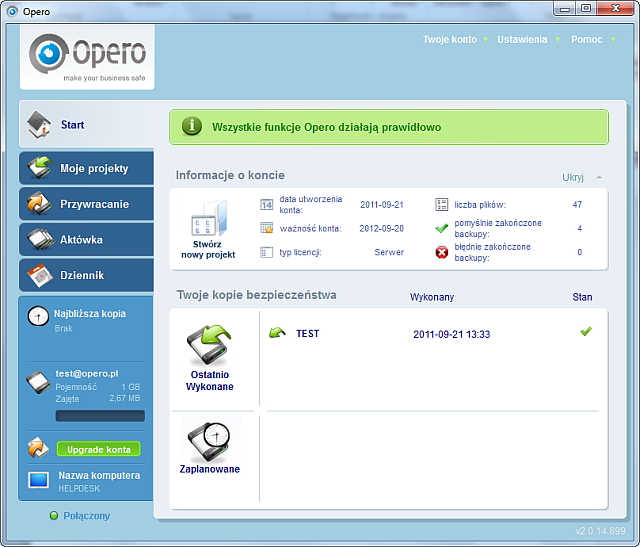 Opero
Opero
make your business safe
Twoje konto
Ustawienia
Pomoc
Start
Moje projekty
Przywracanie
Aktówka
Dziennik
Najbliższa kopia
Brak
test@opero.pl
Pojemność 1 GB
Zajęte 2,67 MB
Upgrade konta
Nazwa komputera
HELPDESK
Połączony
Wszystkie funkcje Opero działają prawidłowo
Informacje o koncie
Ukryj
Stwórz
nowy projekt
14
data utworzenia
konta:
2011-09-21
ważność konta:
2012-09-20
typ licencji:
Serwer
liczba plików:
47
pomyślnie zakończone
backupy:
4
błędnie zakończone
backupy:
0
Twoje kopie bezpieczeństwa
Wykonany
Stan
Ostatnio
Wykonane
TEST
2011-09-21 13:33
Zaplanowane
v2.0.14.899